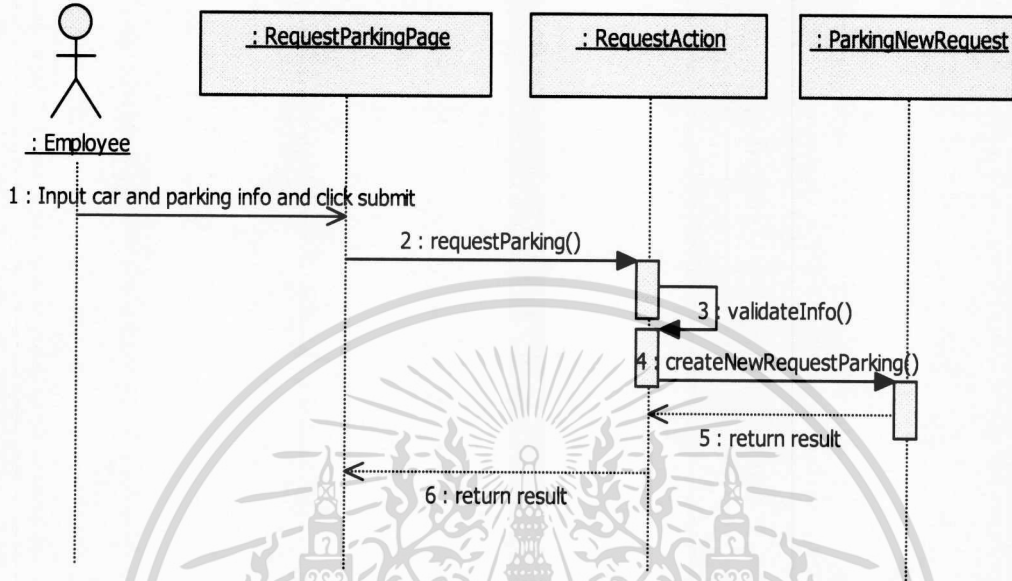 : RequestParkingPage
: RequestAction
: ParkingNewRequest
: Employee
1 : Input car and parking info and click submit
2 : requestParking()
3 : validateInfo()
4 : createNewRequestParking()
5 : return result
6 : return result